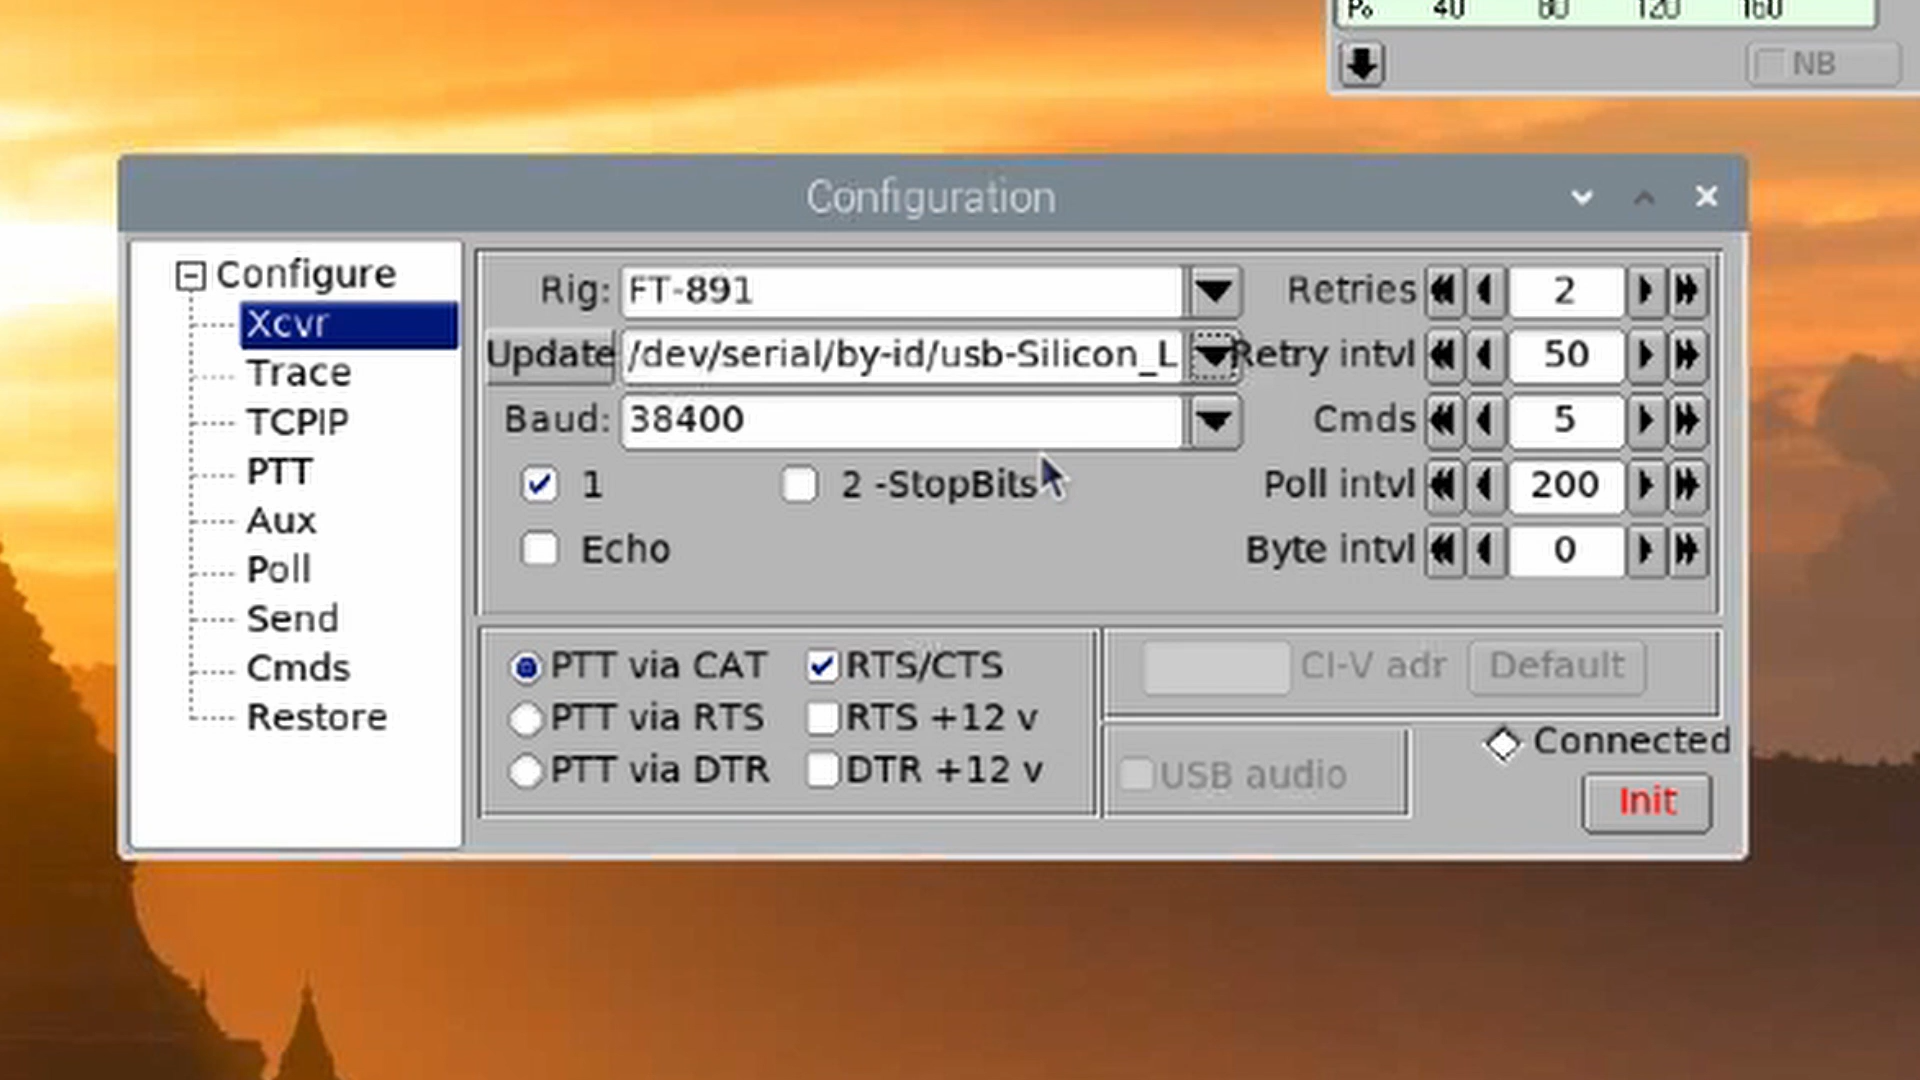 Po 40 80 120 160
NB
Configuration
Configure
Xcvr
Trace
TCPIP
PTT
Aux
Poll
Send
Cmds
Restore
Rig: FT-891
Update /dev/serial/by-id/usb-Silicon_L
Baud: 38400
1 2 -StopBits
Echo
Retries 2
Retry intvl 50
Cmds 5
Poll intvl 200
Byte intvl 0
PTT via CAT RTS/CTS
PTT via RTS RTS +12 v
PTT via DTR DTR +12 v
CI-V adr Default
USB audio
Connected
Init